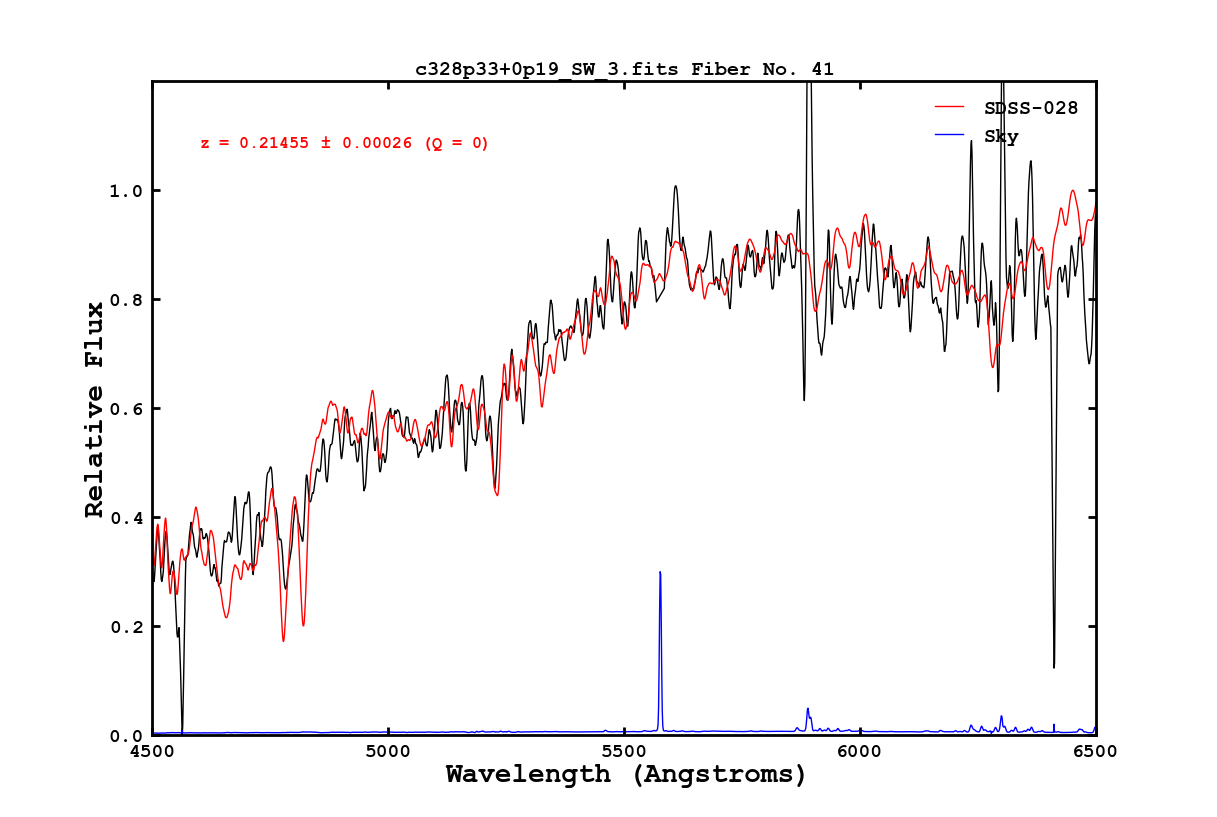 c328p33+0p19_SW_3.fits Fiber No. 41
SDSS-028
Sky
z = 0.21455 ± 0.00026 (Q = 0)
Relative Flux
1.0
0.8
0.6
0.4
0.2
0.0
4500 5000 5500 6000 6500
Wavelength (Angstroms)